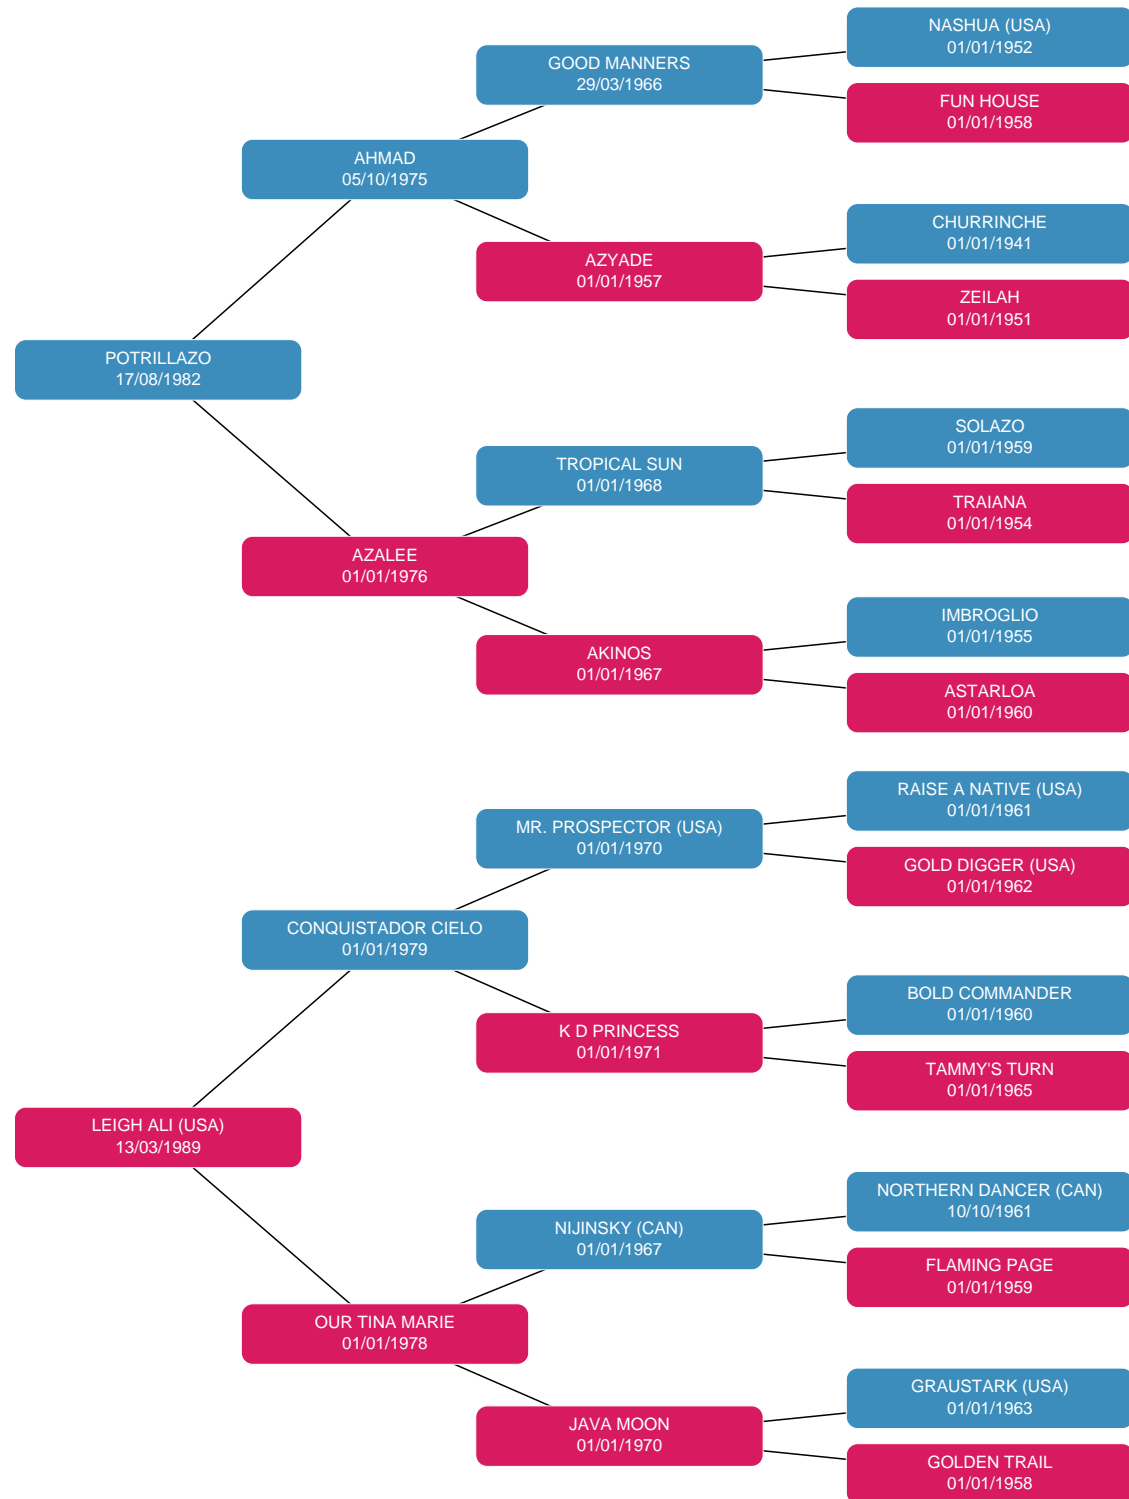 NASHUA (USA)
01/01/1952
GOOD MANNERS
29/03/1966
FUN HOUSE
01/01/1958
AHMAD
05/10/1975
CHURRINCHE
01/01/1941
AZYADE
01/01/1957
ZEILAH
01/01/1951
POTRILLAZO
17/08/1982
SOLAZO
01/01/1959
TROPICAL SUN
01/01/1968
TRAIANA
01/01/1954
AZALEE
01/01/1976
IMBROGLIO
01/01/1955
AKINOS
01/01/1967
ASTARLOA
01/01/1960
RAISE A NATIVE (USA)
01/01/1961
MR. PROSPECTOR (USA)
01/01/1970
GOLD DIGGER (USA)
01/01/1962
CONQUISTADOR CIELO
01/01/1979
BOLD COMMANDER
01/01/1960
K D PRINCESS
01/01/1971
TAMMY'S TURN
01/01/1965
LEIGH ALI (USA)
13/03/1989
NORTHERN DANCER (CAN)
10/10/1961
NIJINSKY (CAN)
01/01/1967
FLAMING PAGE
01/01/1959
OUR TINA MARIE
01/01/1978
GRAUSTARK (USA)
01/01/1963
JAVA MOON
01/01/1970
GOLDEN TRAIL
01/01/1958